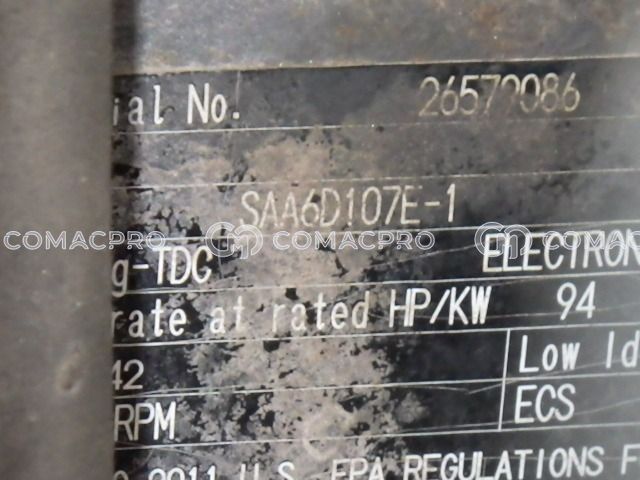 ial No. 26579086
SAA6D107E-1
COMACPRO COMACPRO COMACPRO
g-TDC ELECTRON
rate at rated HP/KW 94
42 Low Id
RPM ECS
2011 U.S. EPA REGULATIONS F